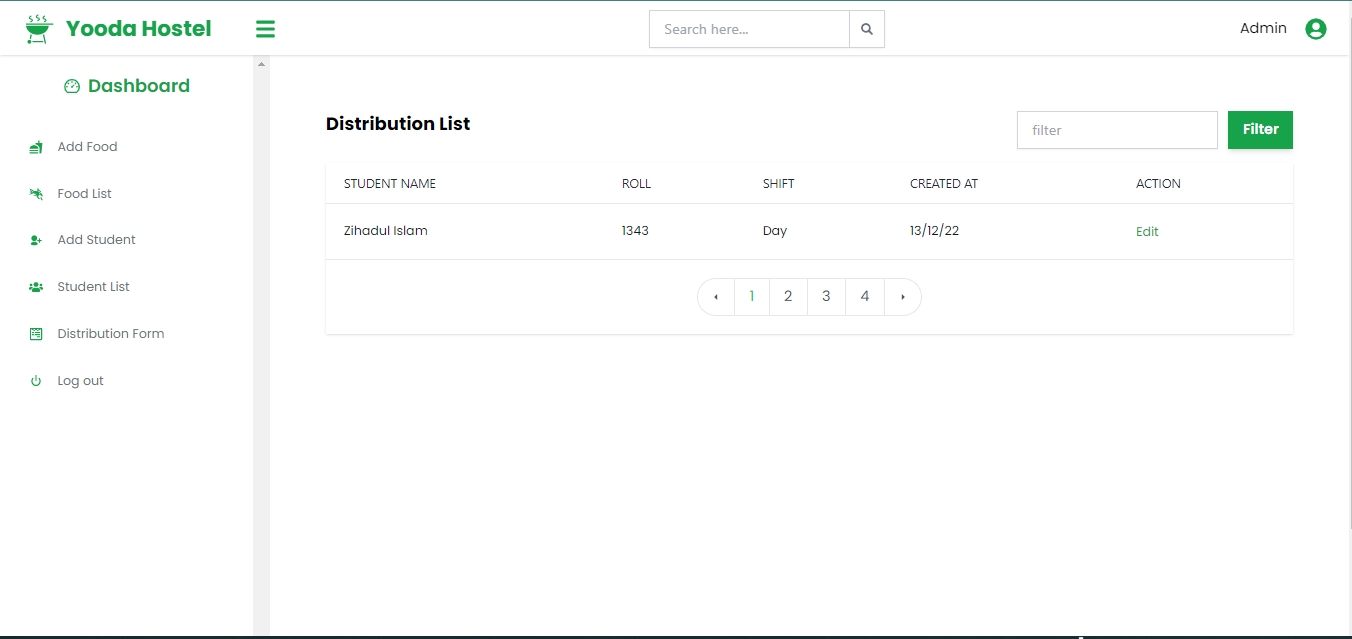 Yooda Hostel
Search here...
Admin
Dashboard
Add Food
Food List
Add Student
Student List
Distribution Form
Log out
Distribution List
filter
Filter
STUDENT NAME ROLL SHIFT CREATED AT ACTION
Zihadul Islam 1343 Day 13/12/22 Edit
1 2 3 4